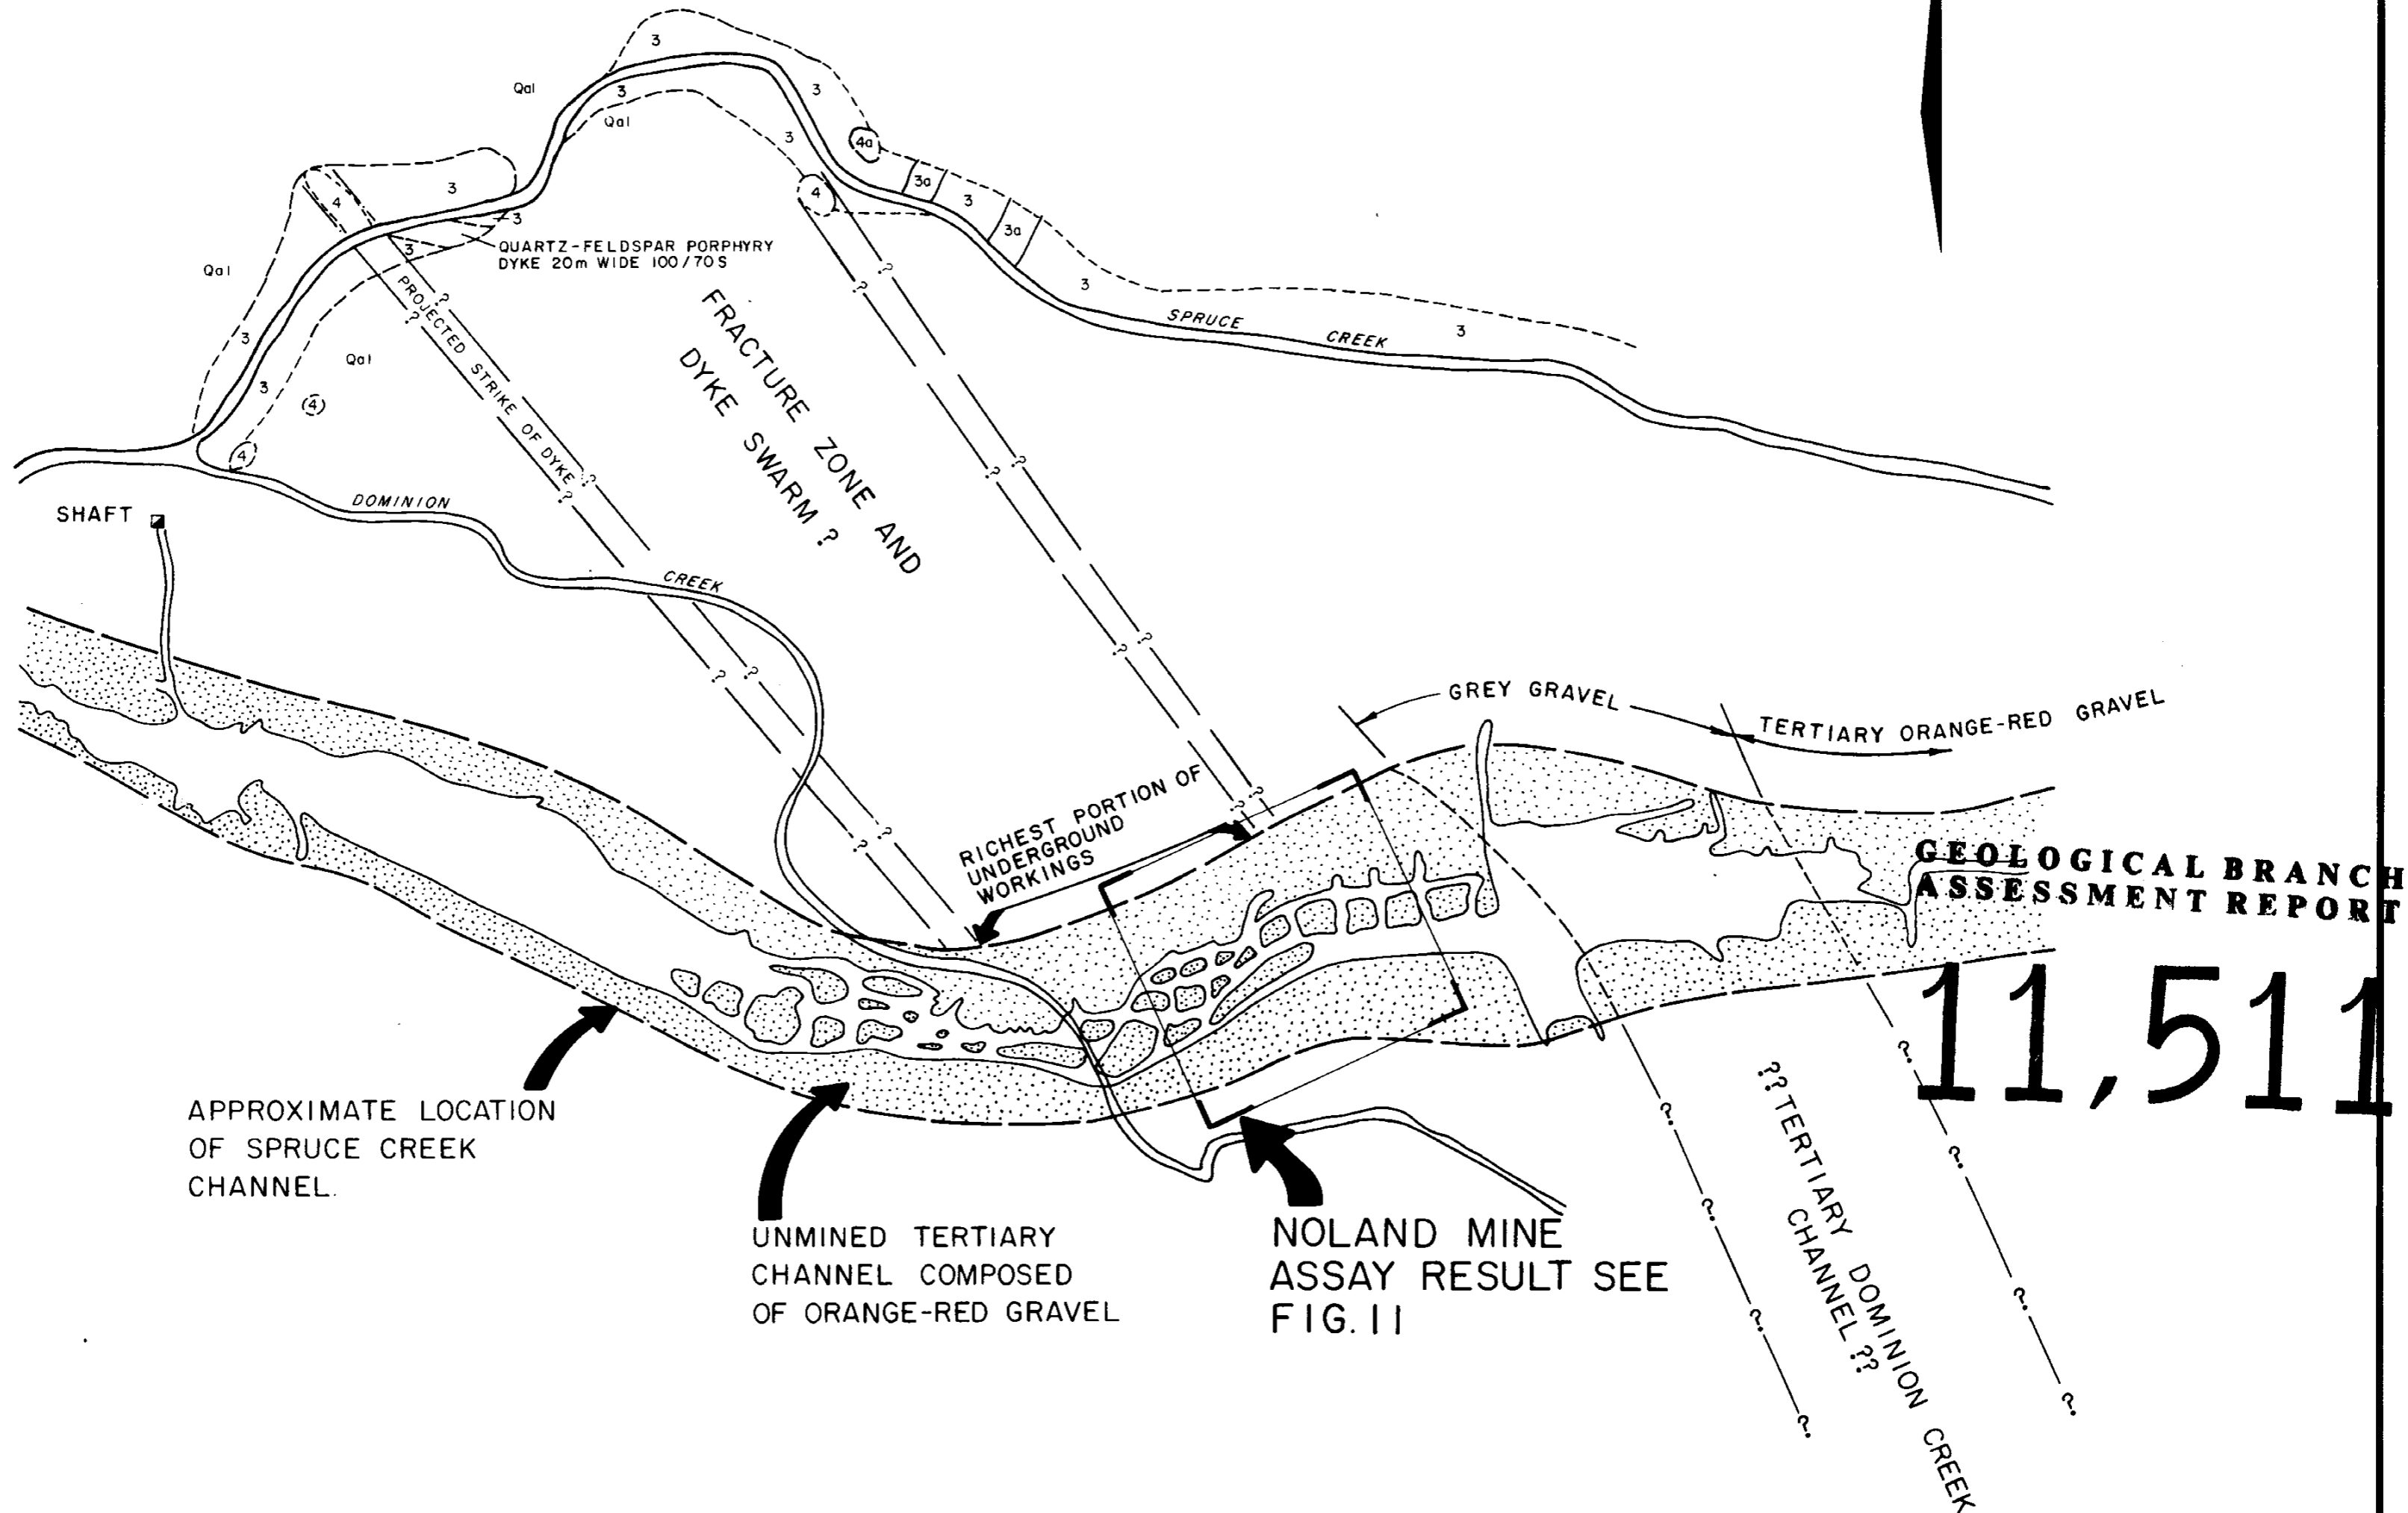 3
Qal
3
Qal
3
3
3
4a
3a
3
4
4
3
3
3a
3
QUARTZ-FELDSPAR PORPHYRY
DYKE 20m WIDE 100/70S
Qal
3
?
?
PROJECTED STRIKE OF DYKE
?
?
FRACTURE ZONE AND
DYKE SWARM ?
?
?
?
?
3
SPRUCE CREEK
3
3
Qal
3
4
4
SHAFT
DOMINION
CREEK
?
?
?
?
?
?
?
?
GREY GRAVEL
TERTIARY ORANGE-RED GRAVEL
RICHEST PORTION OF
UNDERGROUND
WORKINGS
GEOLOGICAL BRANCH
ASSESSMENT REPORT
11,511
APPROXIMATE LOCATION
OF SPRUCE CREEK
CHANNEL.
UNMINED TERTIARY
CHANNEL COMPOSED
OF ORANGE-RED GRAVEL
NOLAND MINE
ASSAY RESULT SEE
FIG. 11
?
?
?
?
?? TERTIARY DOMINION CREEK
CHANNEL ??
?
?
?
?